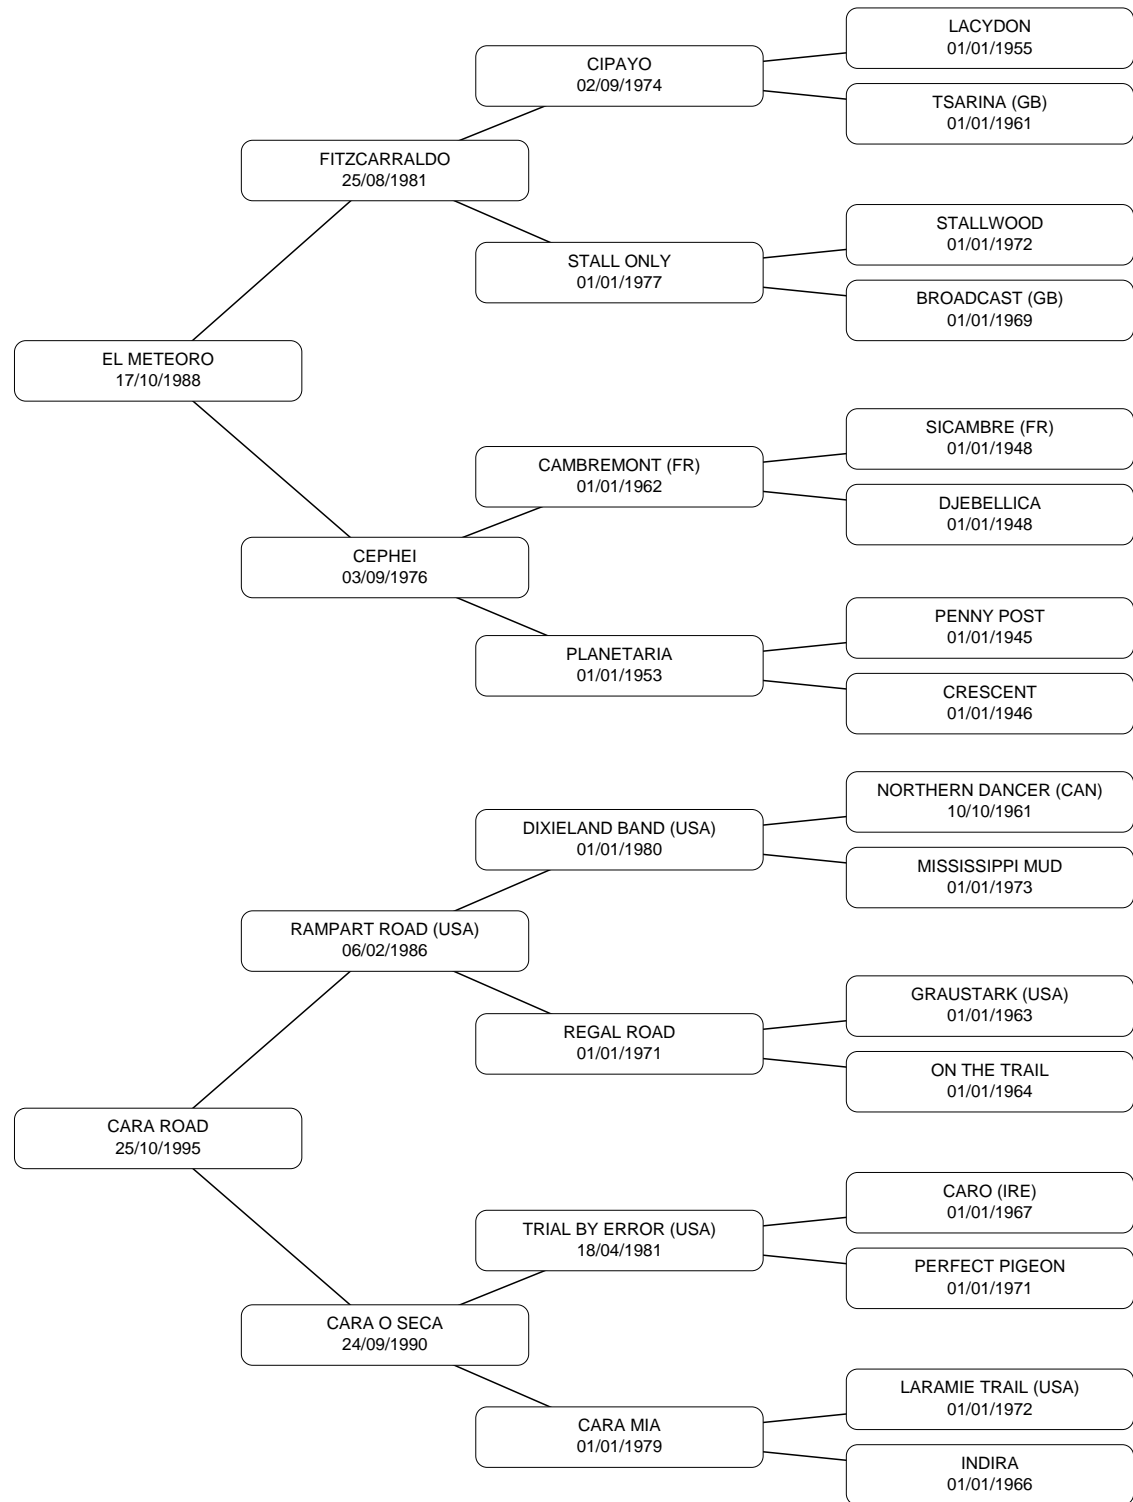 LACYDON
01/01/1955
CIPAYO
02/09/1974
TSARINA (GB)
01/01/1961
FITZCARRALDO
25/08/1981
STALLWOOD
01/01/1972
STALL ONLY
01/01/1977
BROADCAST (GB)
01/01/1969
EL METEORO
17/10/1988
SICAMBRE (FR)
01/01/1948
CAMBREMONT (FR)
01/01/1962
DJEBELLICA
01/01/1948
CEPHEI
03/09/1976
PENNY POST
01/01/1945
PLANETARIA
01/01/1953
CRESCENT
01/01/1946
NORTHERN DANCER (CAN)
10/10/1961
DIXIELAND BAND (USA)
01/01/1980
MISSISSIPPI MUD
01/01/1973
RAMPART ROAD (USA)
06/02/1986
GRAUSTARK (USA)
01/01/1963
REGAL ROAD
01/01/1971
ON THE TRAIL
01/01/1964
CARA ROAD
25/10/1995
CARO (IRE)
01/01/1967
TRIAL BY ERROR (USA)
18/04/1981
PERFECT PIGEON
01/01/1971
CARA O SECA
24/09/1990
LARAMIE TRAIL (USA)
01/01/1972
CARA MIA
01/01/1979
INDIRA
01/01/1966